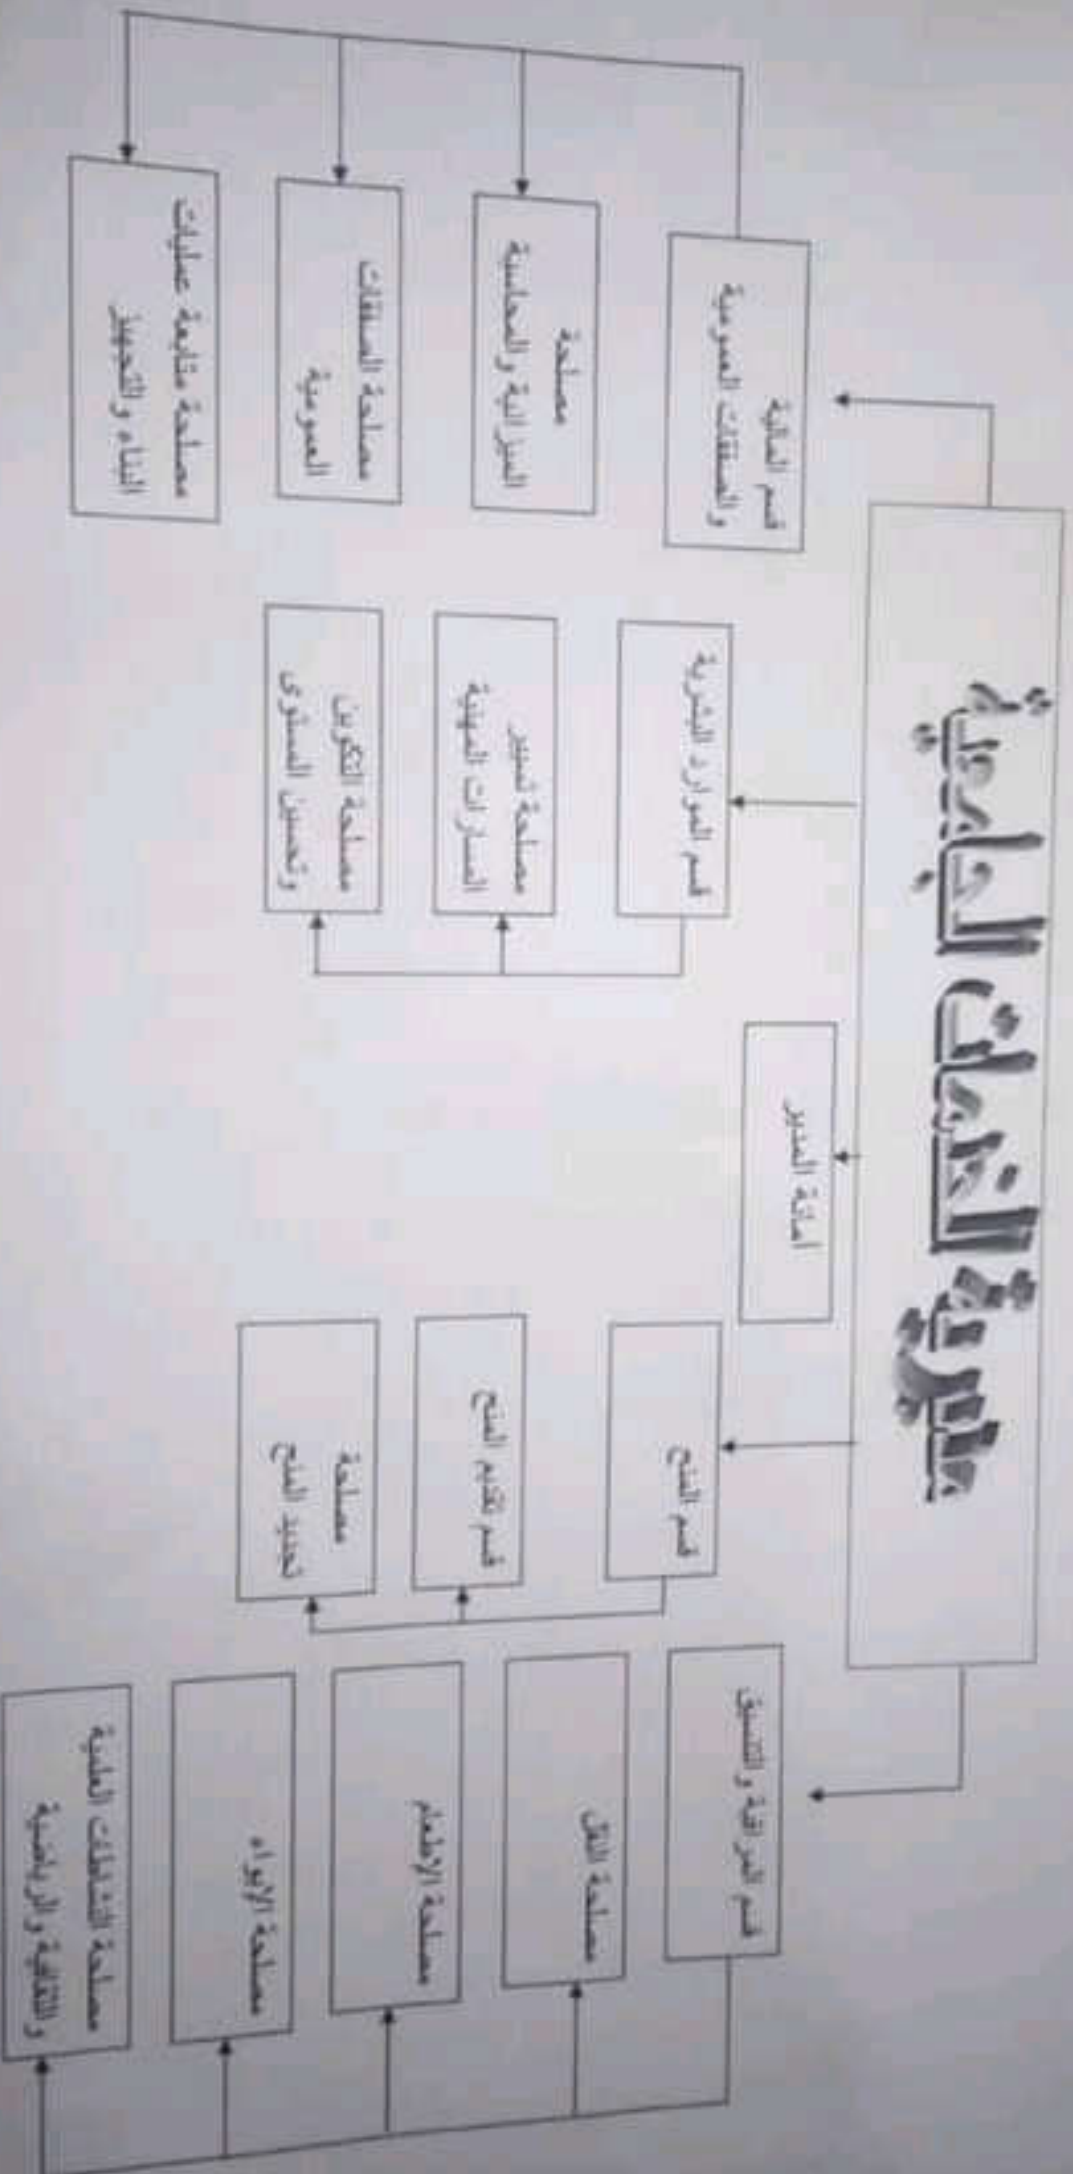 مديرية الخدمات الجامعية
أمانة المدير
قسم المراقبة والتنسيق
مصلحة النقل
مصلحة الإطعام
مصلحة الايواء
مصلحة النشاطات العلمية
والثقافية والرياضية
قسم المنح
قسم تقديم المنح
مصلحة
تجديد المنح
قسم الموارد البشرية
مصلحة تسيير
المسارات المهنية
مصلحة التكوين
وتحسين المستوى
قسم المالية
والصفقات العمومية
مصلحة
الميزانية والمحاسبة
مصلحة الصفقات
العمومية
مصلحة متابعة عمليات
البناء والتجهيز